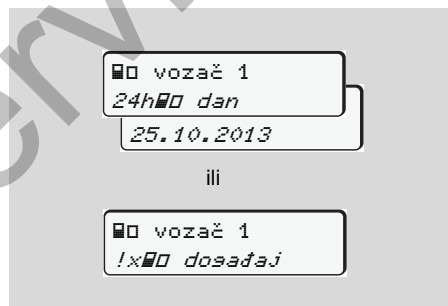 🖨️◻ vozač 1
24h🖨️◻ dan
25.10.2013
ili
🖨️◻ vozač 1
!x🖨️◻ događaj